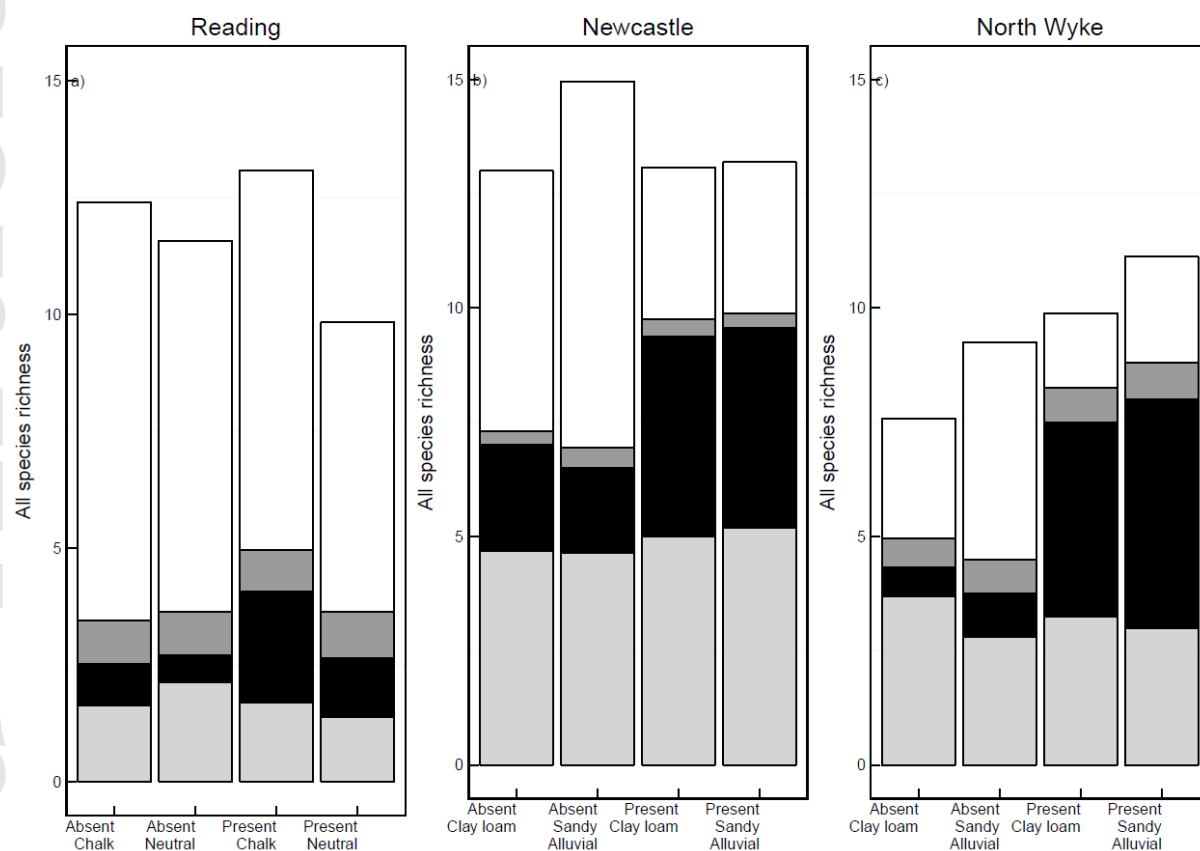 Reading
Newcastle
North Wyke
All species richness
15
10
5
0
a)
Absent
Chalk
Absent
Neutral
Present
Chalk
Present
Neutral
All species richness
15
10
5
0
b)
Absent
Clay loam
Absent
Sandy
Alluvial
Present
Clay loam
Present
Sandy
Alluvial
All species richness
15
10
5
0
c)
Absent
Clay loam
Absent
Sandy
Alluvial
Present
Clay loam
Present
Sandy
Alluvial